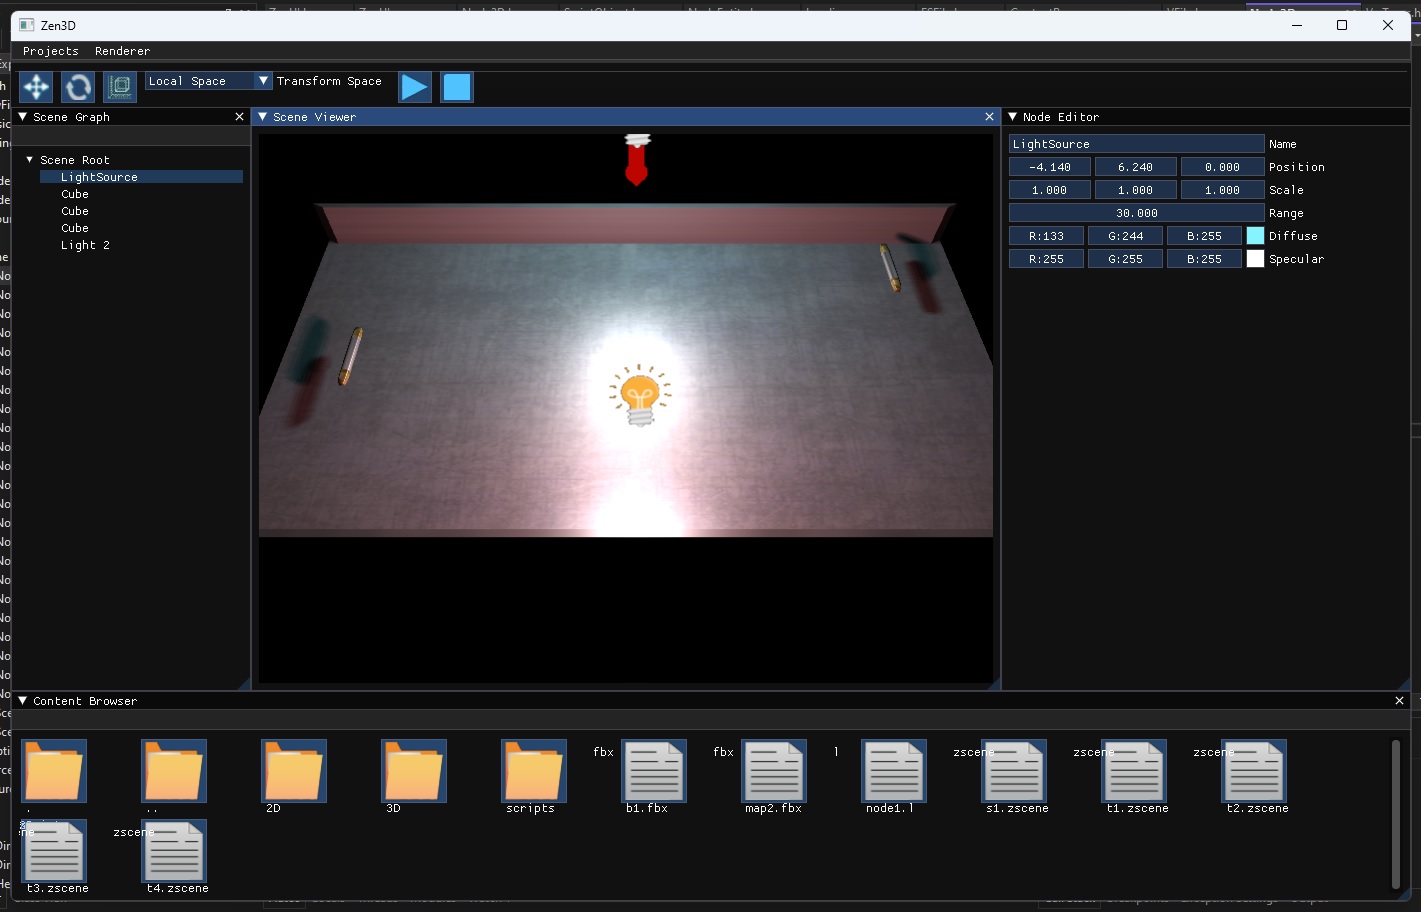 Zen3D
Projects Renderer
Local Space Transform Space
Scene Graph
Scene Root
LightSource
Cube
Cube
Cube
Light 2
Scene Viewer
Node Editor
LightSource Name
-4.140 6.240 0.000 Position
1.000 1.000 1.000 Scale
30.000 Range
R:133 G:244 B:255 Diffuse
R:255 G:255 B:255 Specular
Content Browser
fbx fbx l zscene zscene zscene
. .. 2D 3D scripts b1.fbx map2.fbx node1.l s1.zscene t1.zscene t2.zscene
zscene
t3.zscene t4.zscene